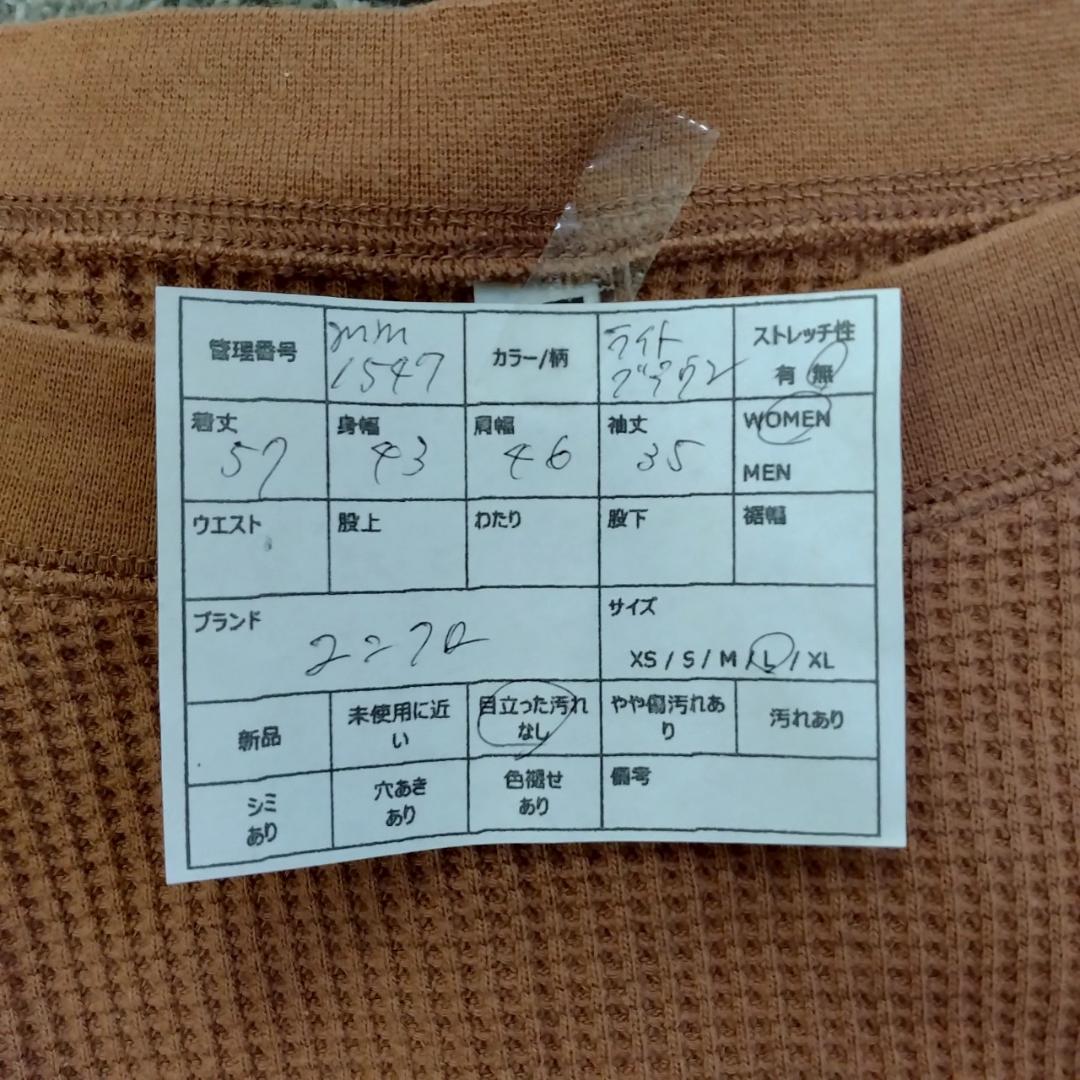 管理番号
mm
1547
カラー/柄
ライト
ブラウン
ストレッチ性
有 無
着丈
57
身幅
43
肩幅
46
袖丈
35
WOMEN
MEN
ウエスト
股上
わたり
股下
裾幅
ブランド
ユニクロ
サイズ
XS / S / M / L / XL
新品
未使用に近
い
目立った汚れ
なし
やや傷汚れあ
り
汚れあり
シミ
あり
穴あき
あり
色褪せ
あり
備考